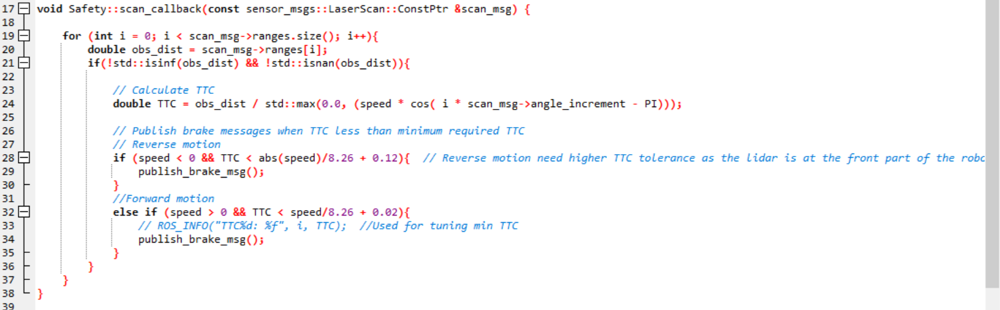 17 void Safety::scan_callback(const sensor_msgs::LaserScan::ConstPtr &scan_msg) {
18
19 for (int i = 0; i < scan_msg->ranges.size(); i++){
20 double obs_dist = scan_msg->ranges[i];
21 if(!std::isinf(obs_dist) && !std::isnan(obs_dist)){
22
23 // Calculate TTC
24 double TTC = obs_dist / std::max(0.0, (speed * cos( i * scan_msg->angle_increment - PI)));
25
26 // Publish brake messages when TTC less than minimum required TTC
27 // Reverse motion
28 if (speed < 0 && TTC < abs(speed)/8.26 + 0.12){ // Reverse motion need higher TTC tolerance as the lidar is at the front part of the
29 publish_brake_msg();
30 }
31 //Forward motion
32 else if (speed > 0 && TTC < speed/8.26 + 0.02){
33 // ROS_INFO("TTC%d: %f", i, TTC); //Used for tuning min TTC
34 publish_brake_msg();
35 }
36 }
37 }
38 }
39